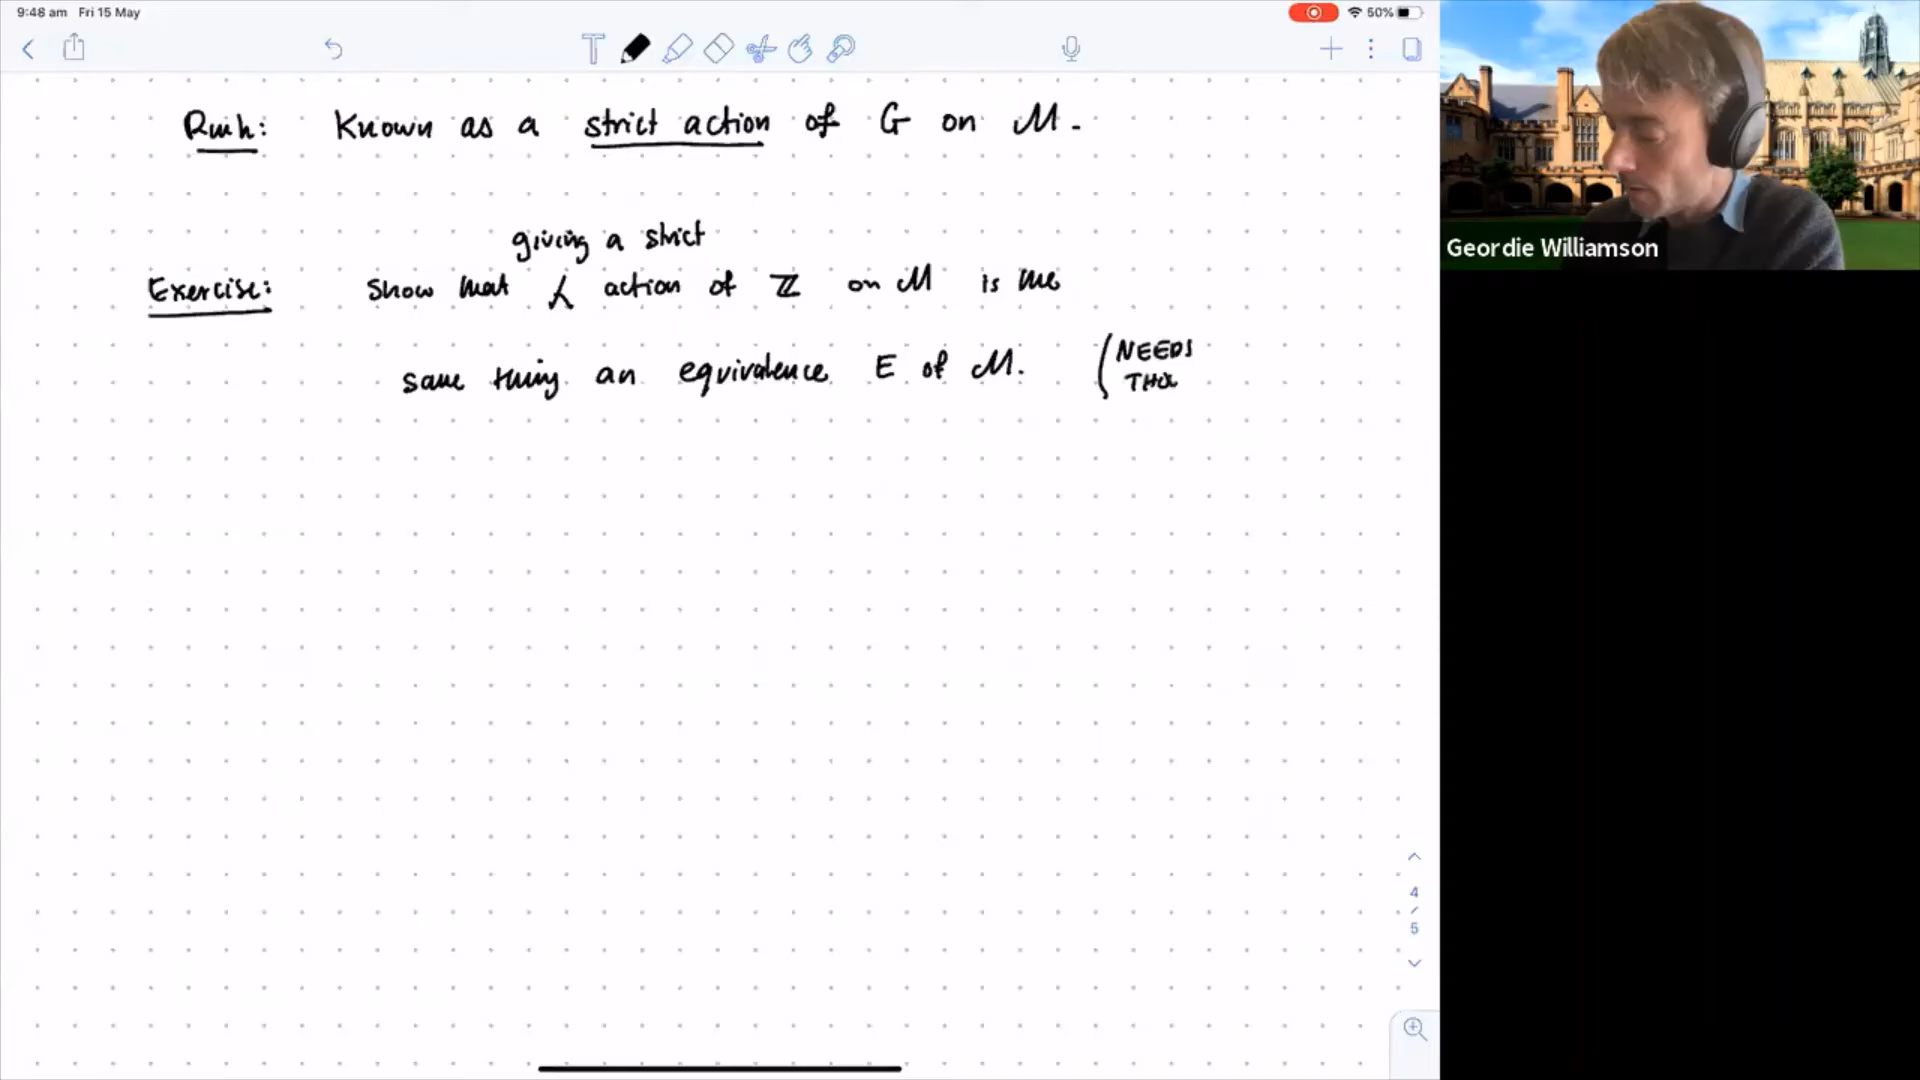 9:48 am Fri 15 May
50%
Rmk: Known as a strict action of G on M.
giving a strict
Exercise: Show that action of ℤ on M is the
same thing an equivalence E of M. (NEEDS
Geordie Williamson
4
/
5